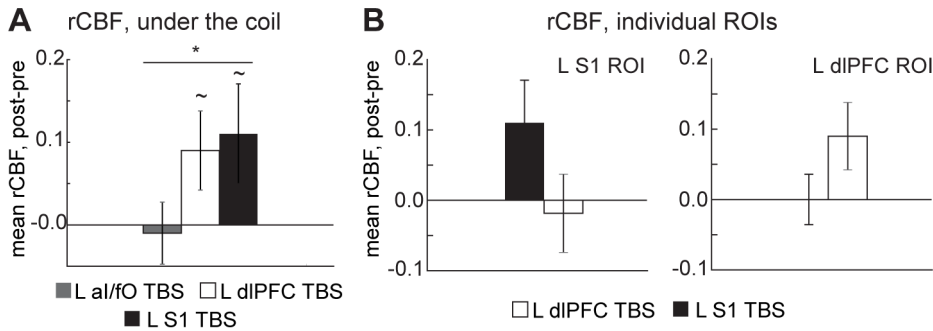 A rCBF, under the coil
*
~
~
0.2
0.1
-0.0
mean rCBF, post-pre
L aI/fO TBS L dlPFC TBS
L S1 TBS
B rCBF, individual ROIs
L S1 ROI
0.2
0.1
0.0
-0.1
mean rCBF, post-pre
L dlPFC ROI
0.2
0.1
0.0
-0.1
L dlPFC TBS L S1 TBS